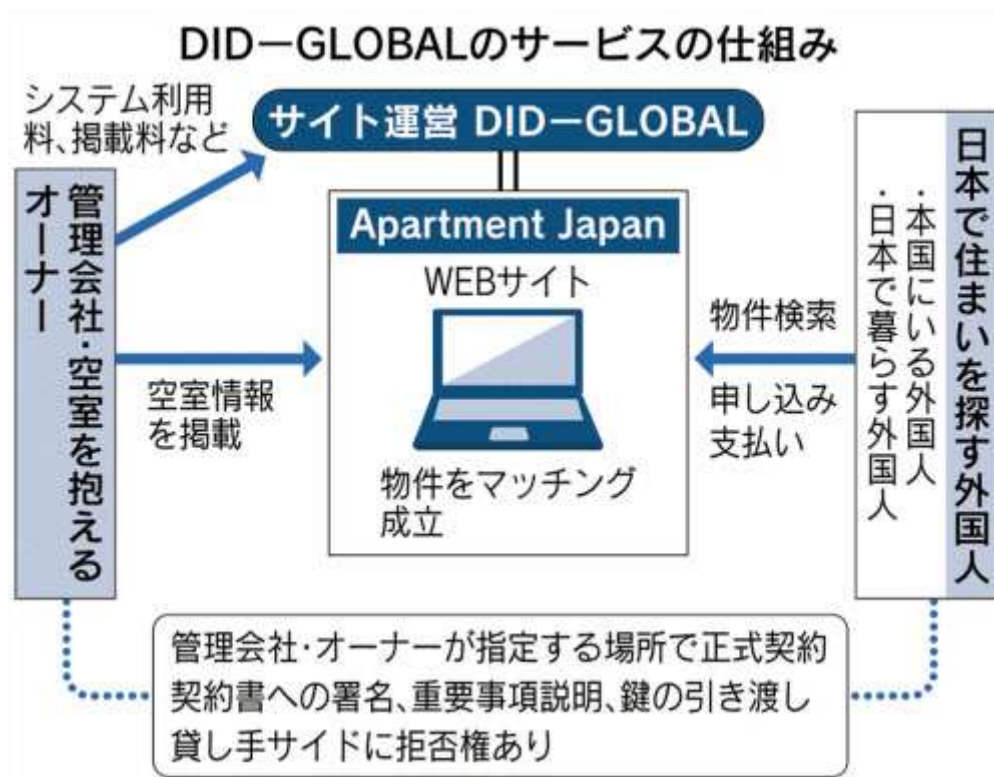 DID−GLOBALのサービスの仕組み
システム利用
料、掲載料など
サイト運営 DID−GLOBAL
管理会社・空室を抱える
オーナー
Apartment Japan
WEBサイト
空室情報
を掲載
物件をマッチング
成立
物件検索
申し込み
支払い
日本で住まいを探す外国人
・本国にいる外国人
・日本で暮らす外国人
管理会社・オーナーが指定する場所で正式契約
契約書への署名、重要事項説明、鍵の引き渡し
貸し手サイドに拒否権あり